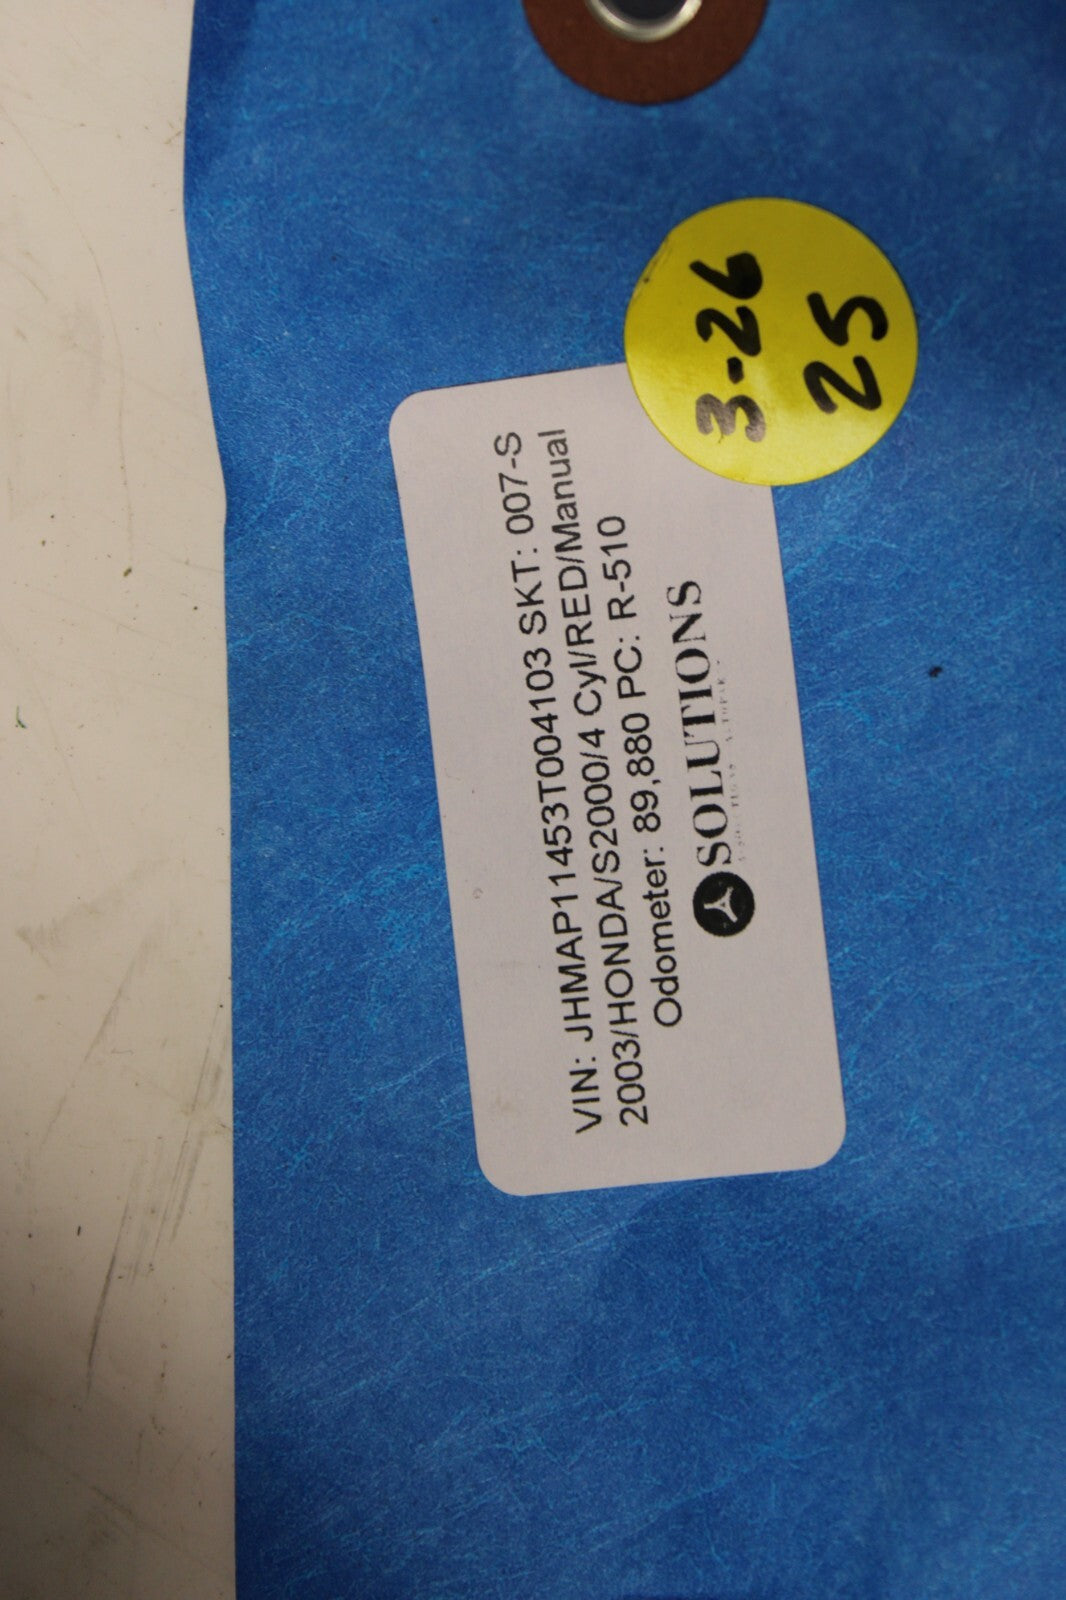 VIN: JHMAP11453T004103 SKT: 007-S
2003/HONDA/S2000/4 Cyl/RED/Manual
Odometer: 89,880 PC: R-510
SOLUTIONS
3-26
25